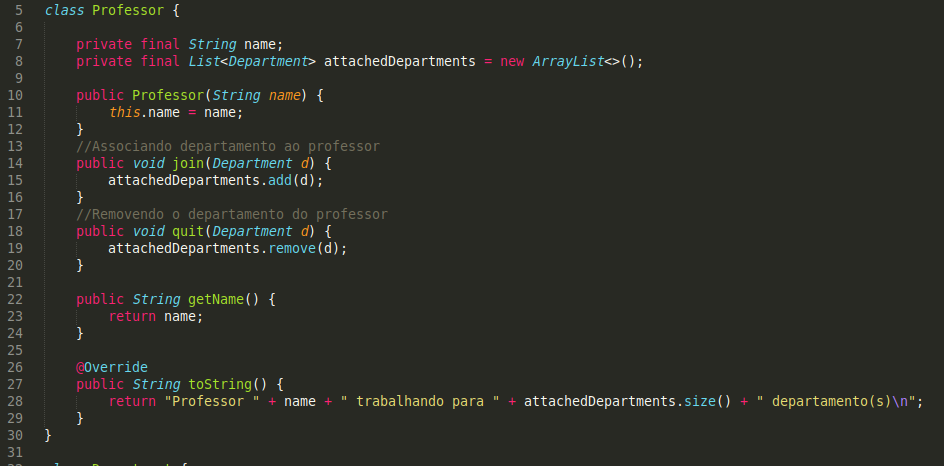 5 class Professor {
6
7 private final String name;
8 private final List<Department> attachedDepartments = new ArrayList<>();
9
10 public Professor(String name) {
11 this.name = name;
12 }
13 //Associando departamento ao professor
14 public void join(Department d) {
15 attachedDepartments.add(d);
16 }
17 //Removendo o departamento do professor
18 public void quit(Department d) {
19 attachedDepartments.remove(d);
20 }
21
22 public String getName() {
23 return name;
24 }
25
26 @Override
27 public String toString() {
28 return "Professor " + name + " trabalhando para " + attachedDepartments.size() + " departamento(s)\n";
29 }
30 }
31